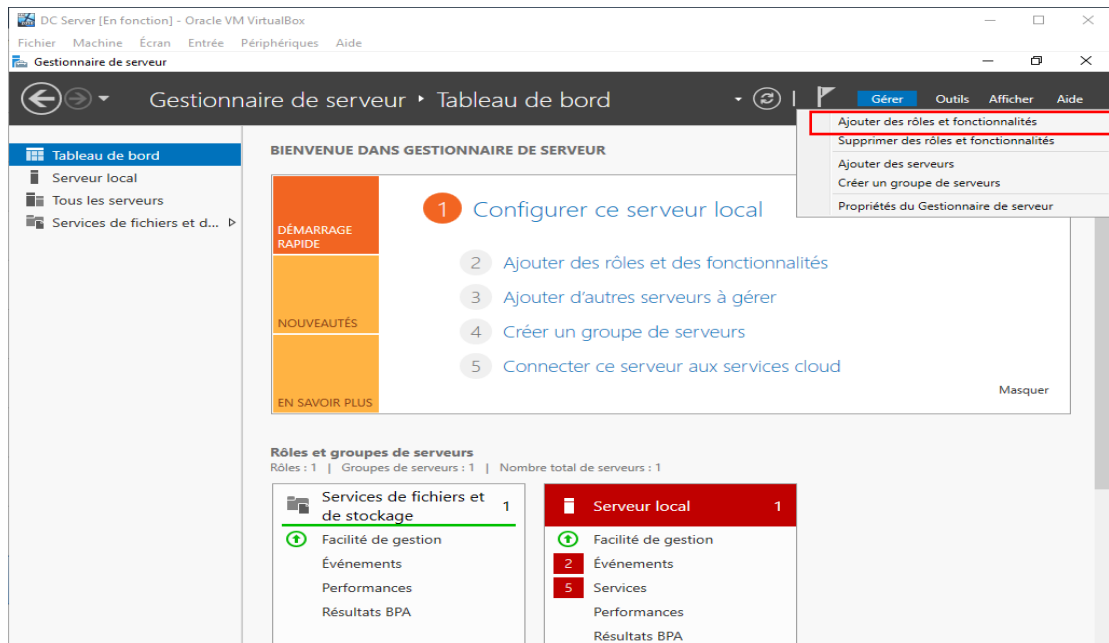 DC Server [En fonction] - Oracle VM VirtualBox
Fichier Machine Écran Entrée Périphériques Aide
Gestionnaire de serveur
Gestionnaire de serveur ‣ Tableau de bord
Gérer Outils Afficher Aide
Ajouter des rôles et fonctionnalités
Supprimer des rôles et fonctionnalités
Ajouter des serveurs
Créer un groupe de serveurs
Propriétés du Gestionnaire de serveur
Tableau de bord
Serveur local
Tous les serveurs
Services de fichiers et d...
BIENVENUE DANS GESTIONNAIRE DE SERVEUR
DÉMARRAGE
RAPIDE
NOUVEAUTÉS
EN SAVOIR PLUS
1 Configurer ce serveur local
2 Ajouter des rôles et des fonctionnalités
3 Ajouter d'autres serveurs à gérer
4 Créer un groupe de serveurs
5 Connecter ce serveur aux services cloud
Masquer
Rôles et groupes de serveurs
Rôles : 1 | Groupes de serveurs : 1 | Nombre total de serveurs : 1
Services de fichiers et
de stockage
1
Facilité de gestion
Événements
Performances
Résultats BPA
Serveur local 1
Facilité de gestion
2 Événements
5 Services
Performances
Résultats BPA